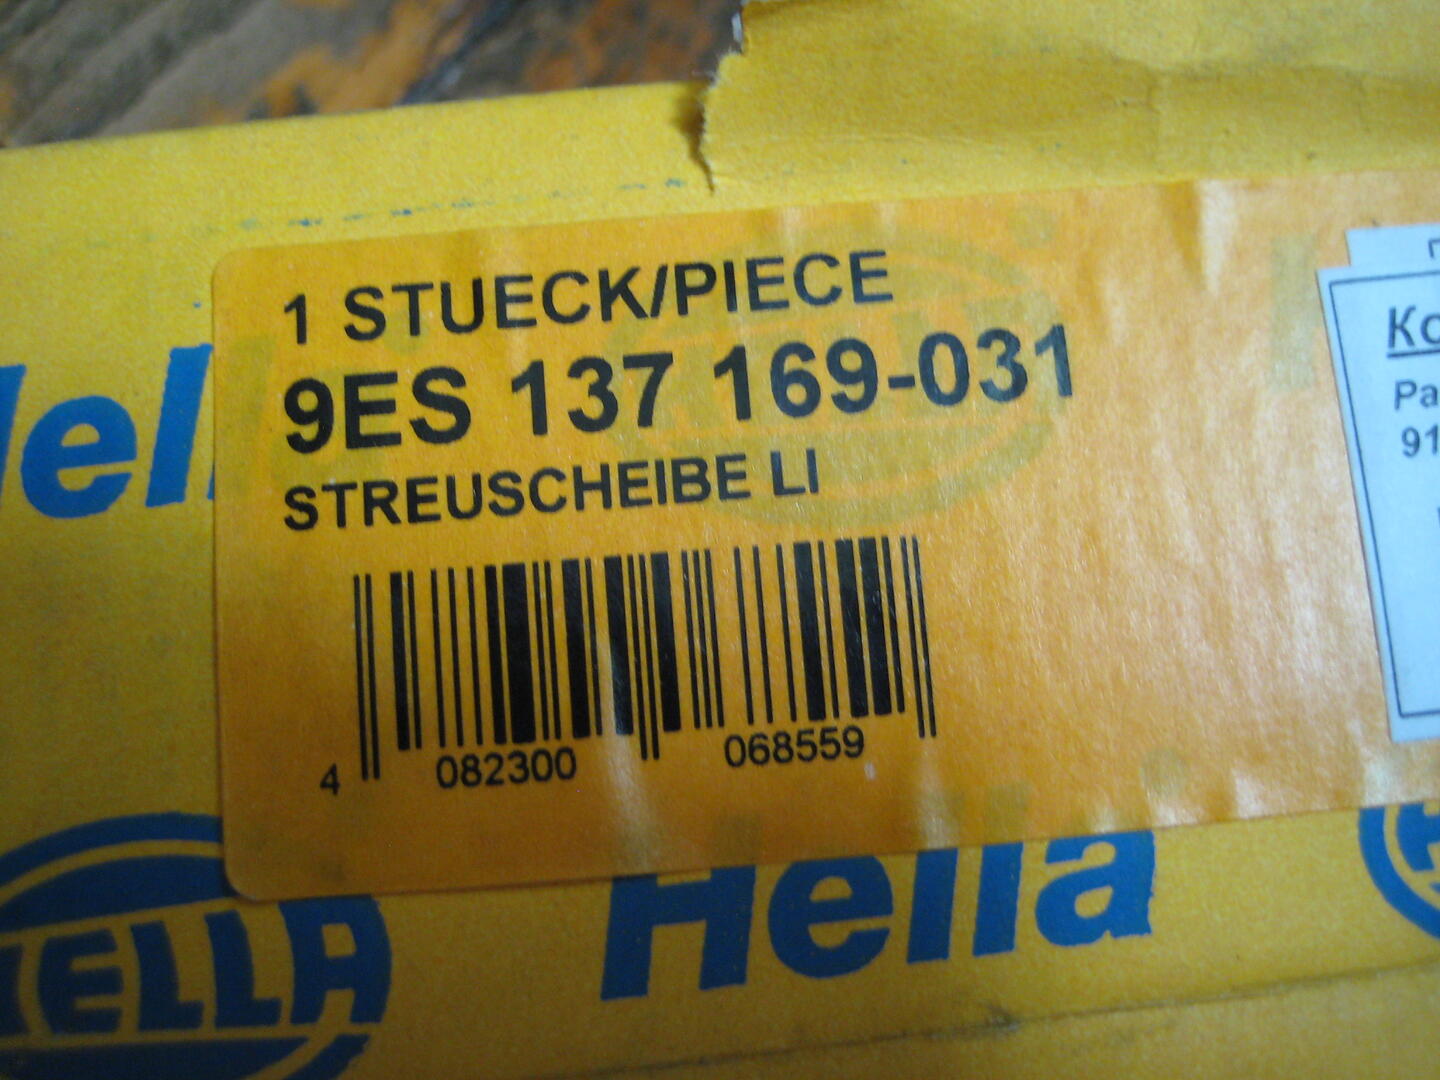 1 STUECK/PIECE
9ES 137 169-031
STREUSCHEIBE LI
4 082300 068559
HELLA
Hella